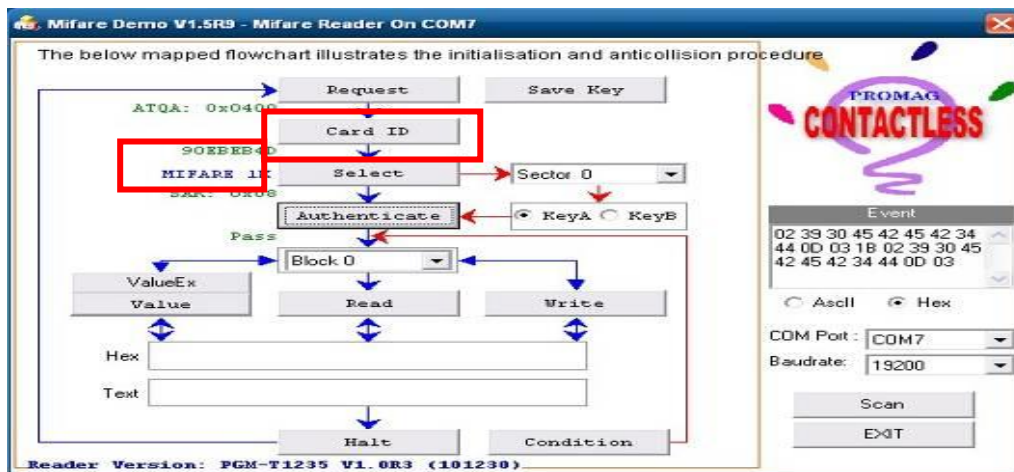 Mifare Demo V1.5R9 - Mifare Reader On COM7
The below mapped flowchart illustrates the initialisation and anticollision procedure
Request
Save Key
ATQA: 0x0400
Card ID
90EBEB4D
MIFARE 1K
Select
Sector 0
SAK: 0x08
Authenticate
KeyA
KeyB
Pass
Block 0
ValueEx
Value
Read
Write
Hex
Text
Halt
Condition
Reader Version: PGM-T1235 V1.0R3 (101230)
PROMAG
CONTACTLESS
Event
02 39 30 45 42 45 42 34
44 0D 03 1B 02 39 30 45
42 45 42 34 44 0D 03
AscII
Hex
COM Port :
COM7
Baudrate:
19200
Scan
EXIT